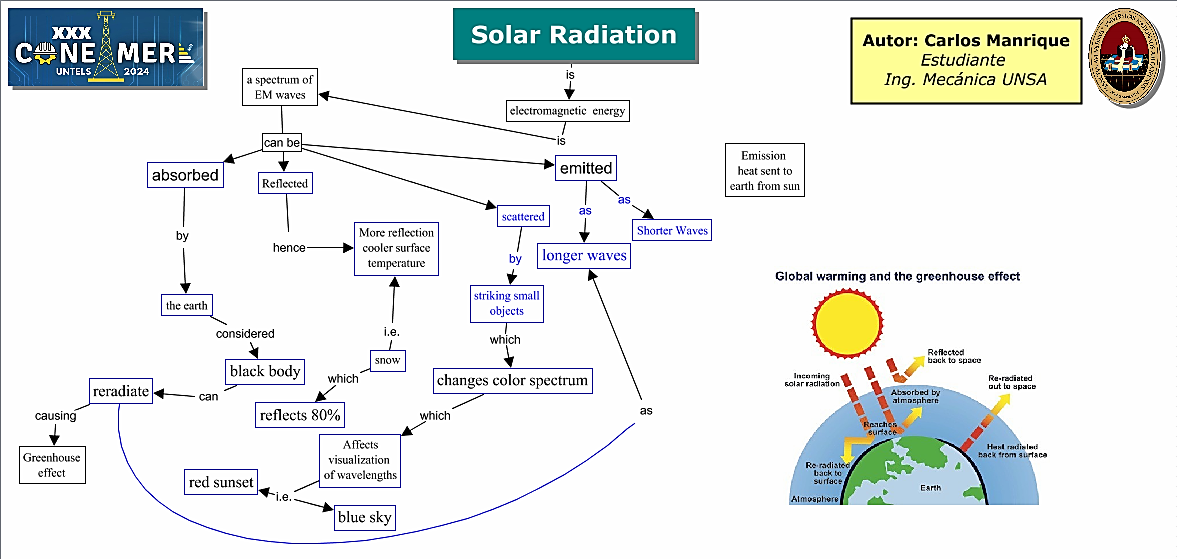 XXX
CONEIMERA
UNTELS 2024
Solar Radiation
Autor: Carlos Manrique
Estudiante
Ing. Mecánica UNSA
is
electromagnetic energy
is
a spectrum of
EM waves
can be
absorbed
Reflected
scattered
emitted
as
as
Shorter Waves
longer waves
Emission
heat sent to
earth from sun
by
hence
More reflection
cooler surface
temperature
by
the earth
striking small
objects
considered
i.e.
which
black body
snow
changes color spectrum
reradiate
can
which
reflects 80%
which
as
causing
Greenhouse
effect
Affects
visualization
of wavelengths
red sunset
i.e.
blue sky
Global warming and the greenhouse effect
Reflected
back to space
Incoming
solar radiation
Re-radiated
out to space
Absorbed by
atmosphere
Reaches
surface
Heat radiated
back from surface
Re-radiated
back to
surface
Earth
Atmosphere